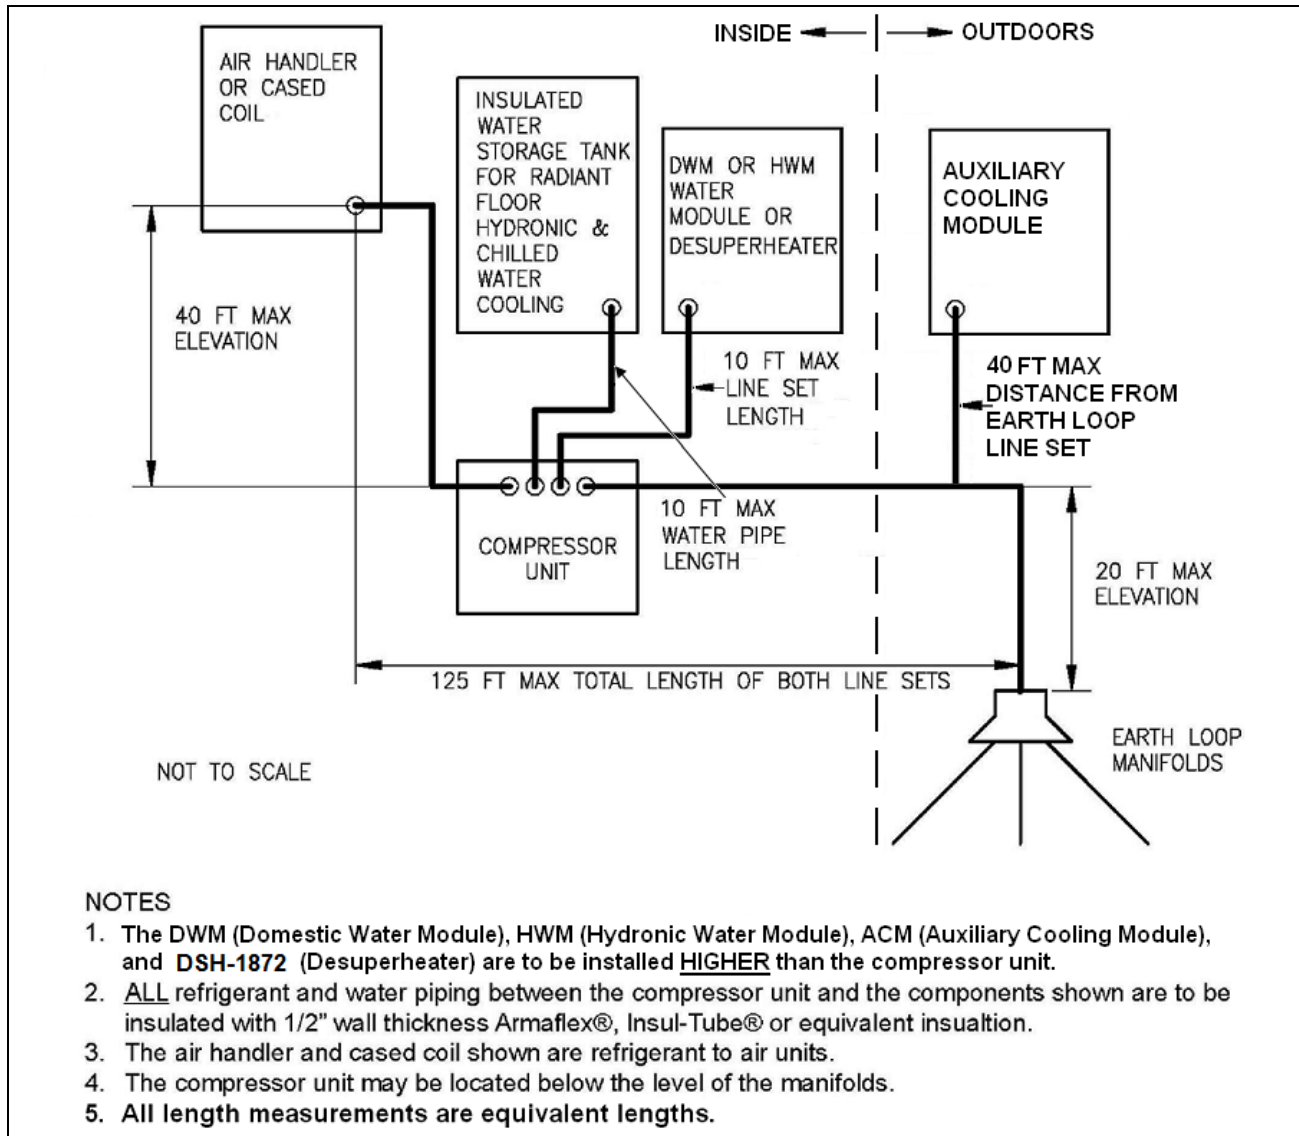 INSIDE
OUTDOORS
AIR HANDLER
OR CASED
COIL
INSULATED
WATER
STORAGE TANK
FOR RADIANT
FLOOR
HYDRONIC &
CHILLED
WATER
COOLING
DWM OR HWM
WATER
MODULE OR
DESUPERHEATER
AUXILIARY
COOLING
MODULE
40 FT MAX
ELEVATION
10 FT MAX
LINE SET
LENGTH
40 FT MAX
DISTANCE FROM
EARTH LOOP
LINE SET
10 FT MAX
WATER PIPE
LENGTH
COMPRESSOR
UNIT
20 FT MAX
ELEVATION
125 FT MAX TOTAL LENGTH OF BOTH LINE SETS
EARTH LOOP
MANIFOLDS
NOT TO SCALE
NOTES
1. The DWM (Domestic Water Module), HWM (Hydronic Water Module), ACM (Auxiliary Cooling Module),
and DSH-1872 (Desuperheater) are to be installed HIGHER than the compressor unit.
2. ALL refrigerant and water piping between the compressor unit and the components shown are to be
insulated with 1/2" wall thickness Armaflex®, Insul-Tube® or equivalent insualtion.
3. The air handler and cased coil shown are refrigerant to air units.
4. The compressor unit may be located below the level of the manifolds.
5. All length measurements are equivalent lengths.